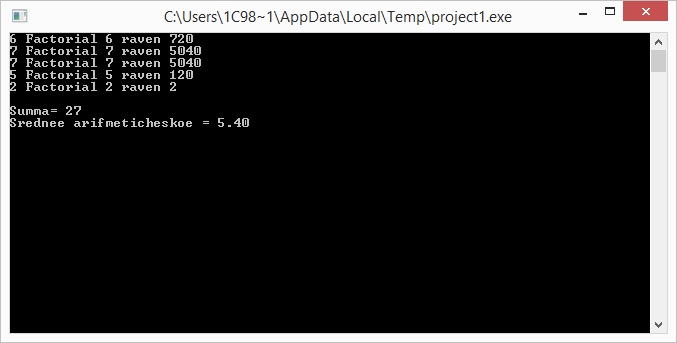 C:\Users\1C98~1\AppData\Local\Temp\project1.exe
6 Factorial 6 raven 720
7 Factorial 7 raven 5040
7 Factorial 7 raven 5040
5 Factorial 5 raven 120
2 Factorial 2 raven 2
Summa= 27
Srednee arifmeticheskoe = 5.40